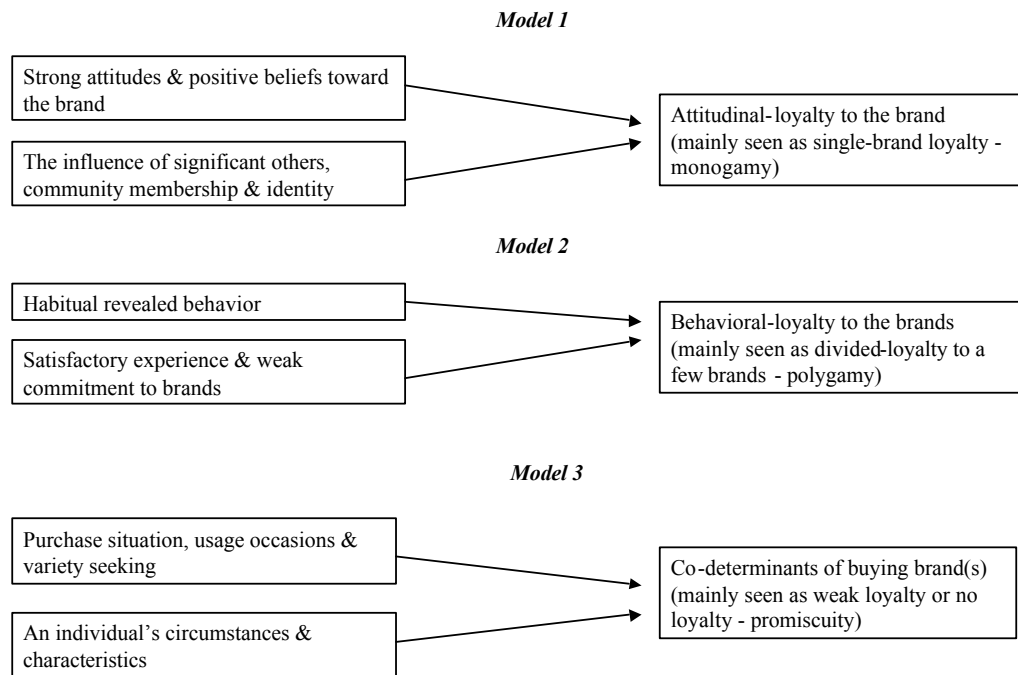 Model 1
Strong attitudes & positive beliefs toward
the brand
The influence of significant others,
community membership & identity
Attitudinal-loyalty to the brand
(mainly seen as single-brand loyalty -
monogamy)
Model 2
Habitual revealed behavior
Satisfactory experience & weak
commitment to brands
Behavioral-loyalty to the brands
(mainly seen as divided-loyalty to a
few brands - polygamy)
Model 3
Purchase situation, usage occasions &
variety seeking
An individual's circumstances &
characteristics
Co-determinants of buying brand(s)
(mainly seen as weak loyalty or no
loyalty - promiscuity)